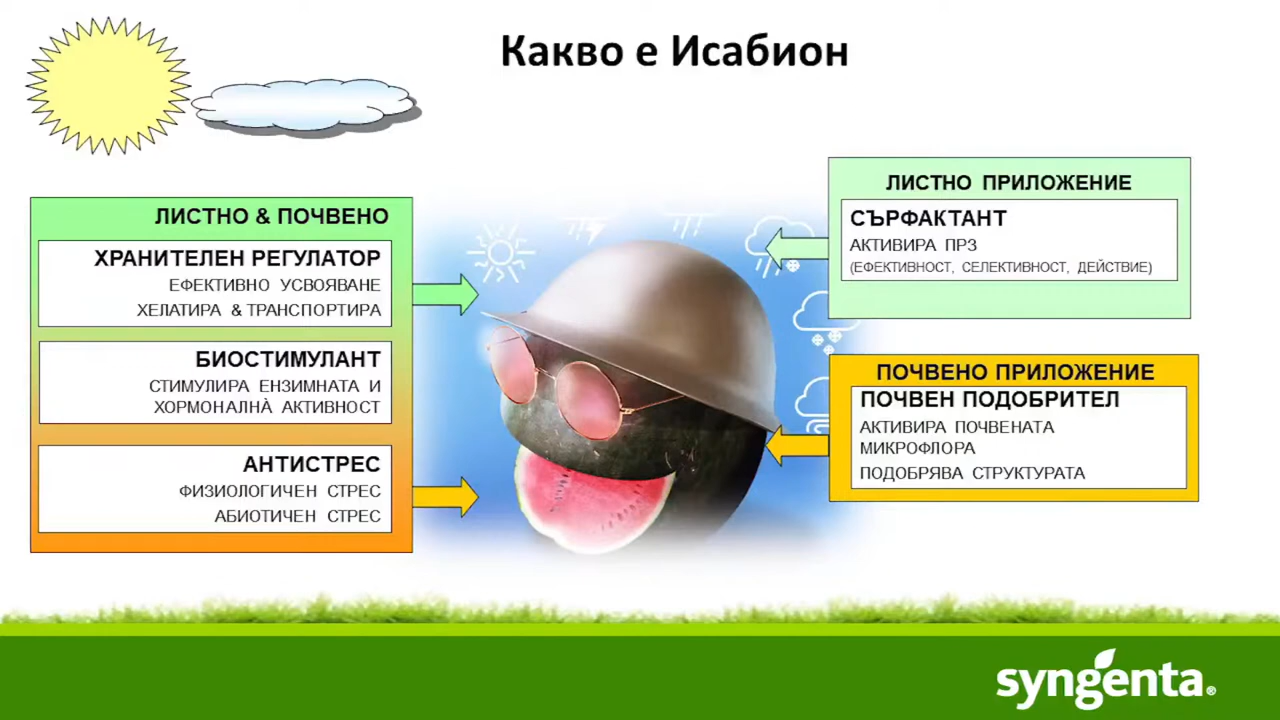 Какво е Исабион
ЛИСТНО & ПОЧВЕНО
ХРАНИТЕЛЕН РЕГУЛАТОР
ЕФЕКТИВНО УСВОЯВАНЕ
ХЕЛАТИРА & ТРАНСПОРТИРА
БИОСТИМУЛАНТ
СТИМУЛИРА ЕНЗИМНАТА И
ХОРМОНАЛНÀ АКТИВНОСТ
АНТИСТРЕС
ФИЗИОЛОГИЧЕН СТРЕС
АБИОТИЧЕН СТРЕС
ЛИСТНО ПРИЛОЖЕНИЕ
СЪРФАКТАНТ
АКТИВИРА ПРЗ
(ЕФЕКТИВНОСТ, СЕЛЕКТИВНОСТ, ДЕЙСТВИЕ)
ПОЧВЕНО ПРИЛОЖЕНИЕ
ПОЧВЕН ПОДОБРИТЕЛ
АКТИВИРА ПОЧВЕНАТА
МИКРОФЛОРА
ПОДОБРЯВА СТРУКТУРАТА
syngenta®